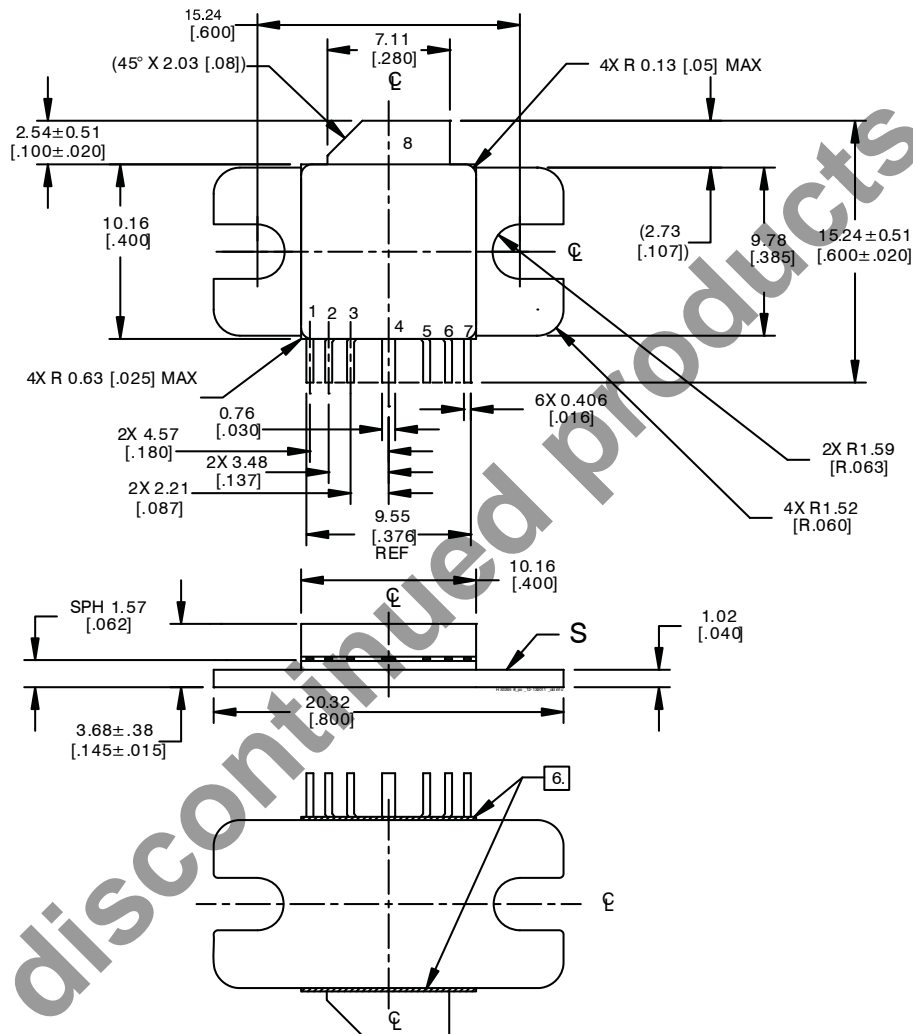 15.24
[.600]
7.11
[.280]
(45° X 2.03 [.08])
℄
4X R 0.13 [.05] MAX
2.54±0.51
[.100±.020]
8
10.16
[.400]
(2.73
[.107])
9.78
[.385]
15.24±0.51
[.600±.020]
℄
1 2 3 4 5 6 7
4X R 0.63 [.025] MAX
0.76
[.030]
6X 0.406
[.016]
2X 4.57
[.180]
2X 3.48
[.137]
2X 2.21
[.087]
2X R1.59
[R.063]
4X R1.52
[R.060]
9.55
[.376]
REF
10.16
[.400]
℄
SPH 1.57
[.062]
S
1.02
[.040]
20.32
[.800]
3.68±.38
[.145±.015]
6.
℄
℄
discontinued products